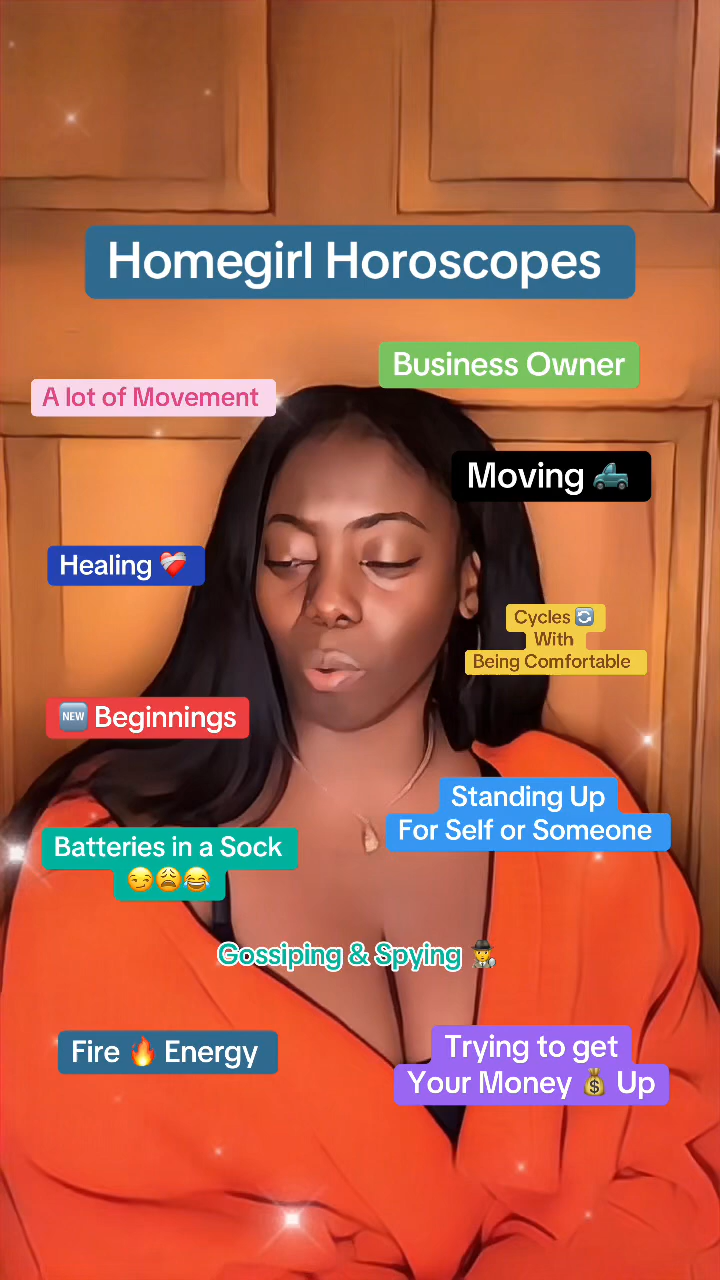 Homegirl Horoscopes
Business Owner
A lot of Movement
Moving 🛻
Healing ❤️‍🩹
Cycles 🔄
With
Being Comfortable
🆕 Beginnings
Standing Up
For Self or Someone
Batteries in a Sock
😏😩😂
Gossiping & Spying 🕵️
Fire 🔥 Energy
Trying to get
Your Money 💰 Up